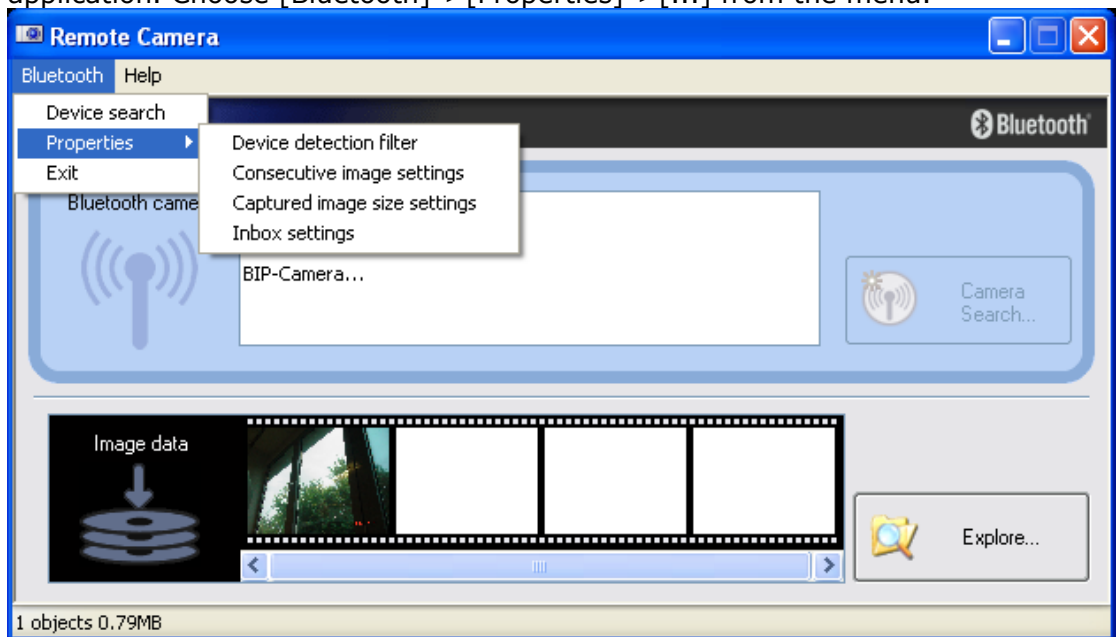 application. Choose [Bluetooth]->[Properties]->[...] from the menu.
Remote Camera
Bluetooth Help
Device search
Bluetooth
Properties
Device detection filter
Exit
Consecutive image settings
Bluetooth came
Captured image size settings
Inbox settings
BIP-Camera...
Camera
Search...
Image data
Explore...
1 objects 0.79MB